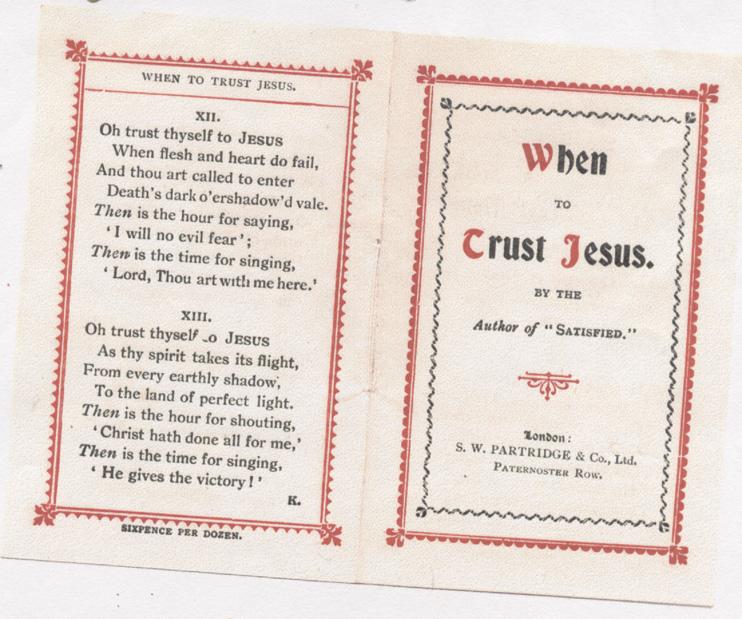 WHEN TO TRUST JESUS.
XII.
Oh trust thyself to JESUS
When flesh and heart do fail,
And thou art called to enter
Death's dark o'ershadow'd vale.
Then is the hour for saying,
'I will no evil fear';
Then is the time for singing,
'Lord, Thou art with me here.'
XIII.
Oh trust thyself to JESUS
As thy spirit takes its flight,
From every earthly shadow,
To the land of perfect light.
Then is the hour for shouting,
'Christ hath done all for me,'
Then is the time for singing,
'He gives the victory!'
K.
SIXPENCE PER DOZEN.
When
TO
Trust Jesus.
BY THE
Author of "SATISFIED."
London:
S. W. PARTRIDGE & Co., Ltd.
PATERNOSTER ROW.